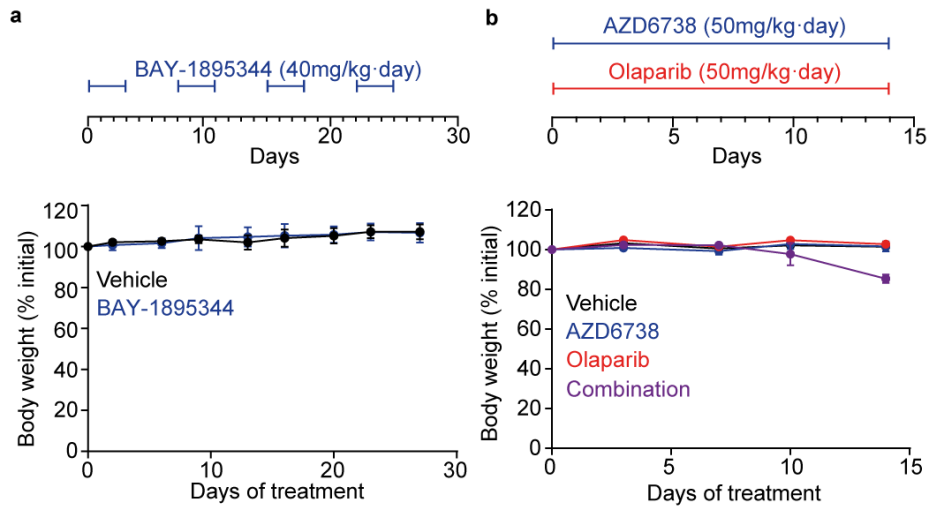 a
BAY-1895344 (40mg/kg·day)
0 10 20 30
Days
120
100
80
60
40
20
0
Body weight (% initial)
Vehicle
BAY-1895344
0 10 20 30
Days of treatment
b
AZD6738 (50mg/kg·day)
Olaparib (50mg/kg·day)
0 5 10 15
Days
120
100
80
60
40
20
0
Body weight (% initial)
Vehicle
AZD6738
Olaparib
Combination
0 5 10 15
Days of treatment